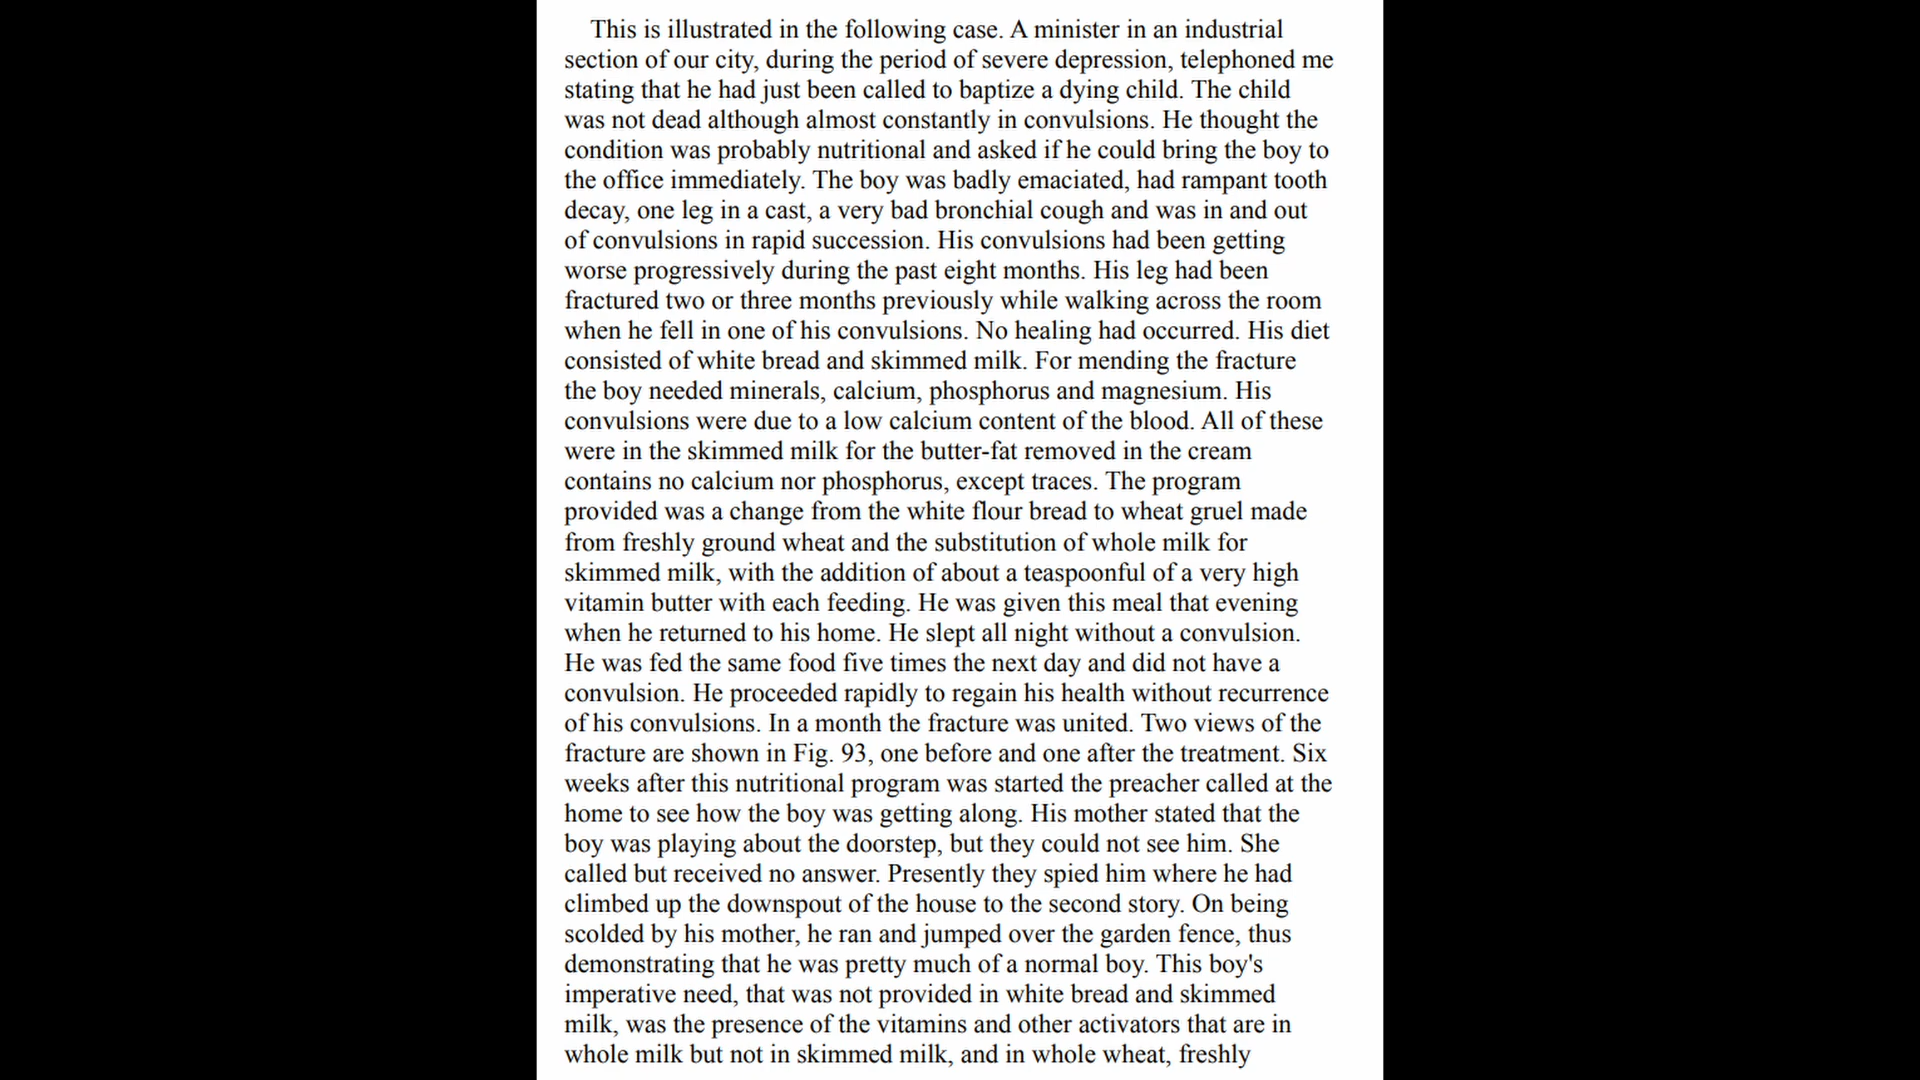 This is illustrated in the following case. A minister in an industrial
section of our city, during the period of severe depression, telephoned me
stating that he had just been called to baptize a dying child. The child
was not dead although almost constantly in convulsions. He thought the
condition was probably nutritional and asked if he could bring the boy to
the office immediately. The boy was badly emaciated, had rampant tooth
decay, one leg in a cast, a very bad bronchial cough and was in and out
of convulsions in rapid succession. His convulsions had been getting
worse progressively during the past eight months. His leg had been
fractured two or three months previously while walking across the room
when he fell in one of his convulsions. No healing had occurred. His diet
consisted of white bread and skimmed milk. For mending the fracture
the boy needed minerals, calcium, phosphorus and magnesium. His
convulsions were due to a low calcium content of the blood. All of these
were in the skimmed milk for the butter-fat removed in the cream
contains no calcium nor phosphorus, except traces. The program
provided was a change from the white flour bread to wheat gruel made
from freshly ground wheat and the substitution of whole milk for
skimmed milk, with the addition of about a teaspoonful of a very high
vitamin butter with each feeding. He was given this meal that evening
when he returned to his home. He slept all night without a convulsion.
He was fed the same food five times the next day and did not have a
convulsion. He proceeded rapidly to regain his health without recurrence
of his convulsions. In a month the fracture was united. Two views of the
fracture are shown in Fig. 93, one before and one after the treatment. Six
weeks after this nutritional program was started the preacher called at the
home to see how the boy was getting along. His mother stated that the
boy was playing about the doorstep, but they could not see him. She
called but received no answer. Presently they spied him where he had
climbed up the downspout of the house to the second story. On being
scolded by his mother, he ran and jumped over the garden fence, thus
demonstrating that he was pretty much of a normal boy. This boy's
imperative need, that was not provided in white bread and skimmed
milk, was the presence of the vitamins and other activators that are in
whole milk but not in skimmed milk, and in whole wheat, freshly